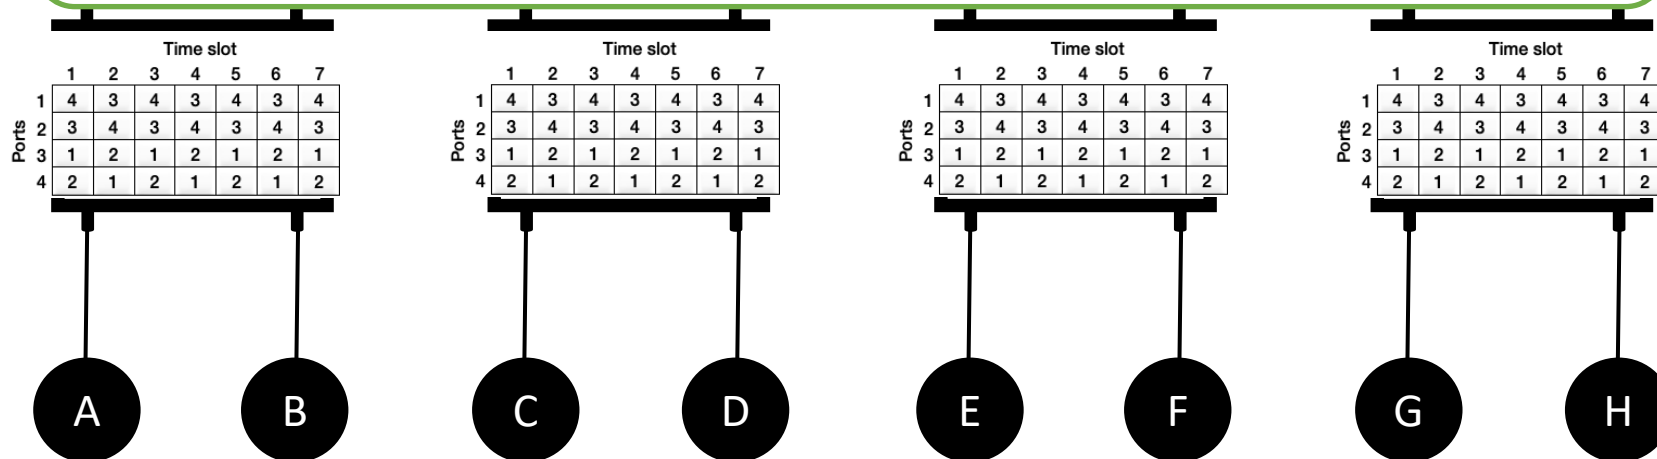 Time slot Time slot Time slot Time slot
1 2 3 4 5 6 7 1 2 3 4 5 6 7 1 2 3 4 5 6 7 1 2 3 4 5 6 7
Ports Ports Ports Ports
1 4 3 4 3 4 3 4 1 4 3 4 3 4 3 4 1 4 3 4 3 4 3 4 1 4 3 4 3 4 3 4
2 3 4 3 4 3 4 3 2 3 4 3 4 3 4 3 2 3 4 3 4 3 4 3 2 3 4 3 4 3 4 3
3 1 2 1 2 1 2 1 3 1 2 1 2 1 2 1 3 1 2 1 2 1 2 1 3 1 2 1 2 1 2 1
4 2 1 2 1 2 1 2 4 2 1 2 1 2 1 2 4 2 1 2 1 2 1 2 4 2 1 2 1 2 1 2
A B C D E F G H